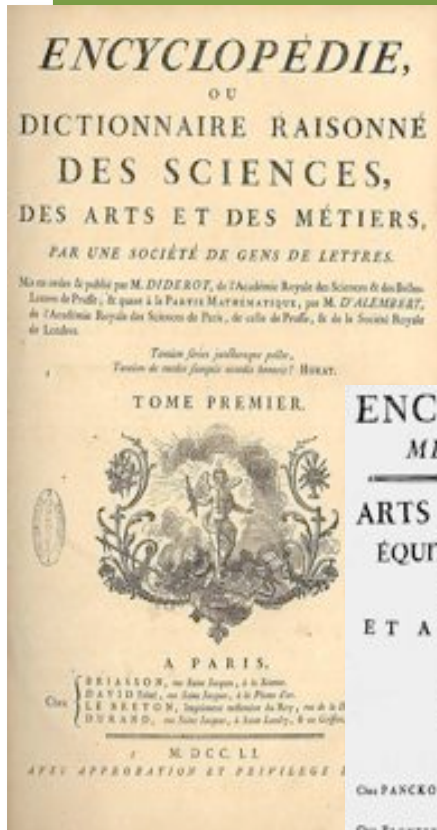 ENCYCLOPÉDIE,
OU
DICTIONNAIRE RAISONNÉ
DES SCIENCES,
DES ARTS ET DES MÉTIERS,
PAR UNE SOCIÉTÉ DE GENS DE LETTRES.
Mis en ordre & publié par M. DIDEROT, de l'Académie Royale des Sciences & des Belles-
Lettres de Prusse; & quant à la PARTIE MATHÉMATIQUE, par M. D'ALEMBERT,
de l'Académie Royale des Sciences de Paris, de celle de Prusse, & de la Société Royale
de Londres.
Tantùm series juncturaque pollet,
Tantùm de medio sumptis accedit honoris! HORAT.
TOME PREMIER.
A PARIS,
Chez
BRIASSON, rue Saint Jacques, à la Science.
DAVID l'aîné, rue Saint Jacques, à la Plume d'or.
LE BRETON, Imprimeur ordinaire du Roy, rue de la
DURAND, rue Saint Jacques, à Saint Landry, & au Griffon.
M. DCC. LI.
AVEC APPROBATION ET PRIVILEGE
ENC
ARTS
ÉQUI
ET A
Chez PANCKO